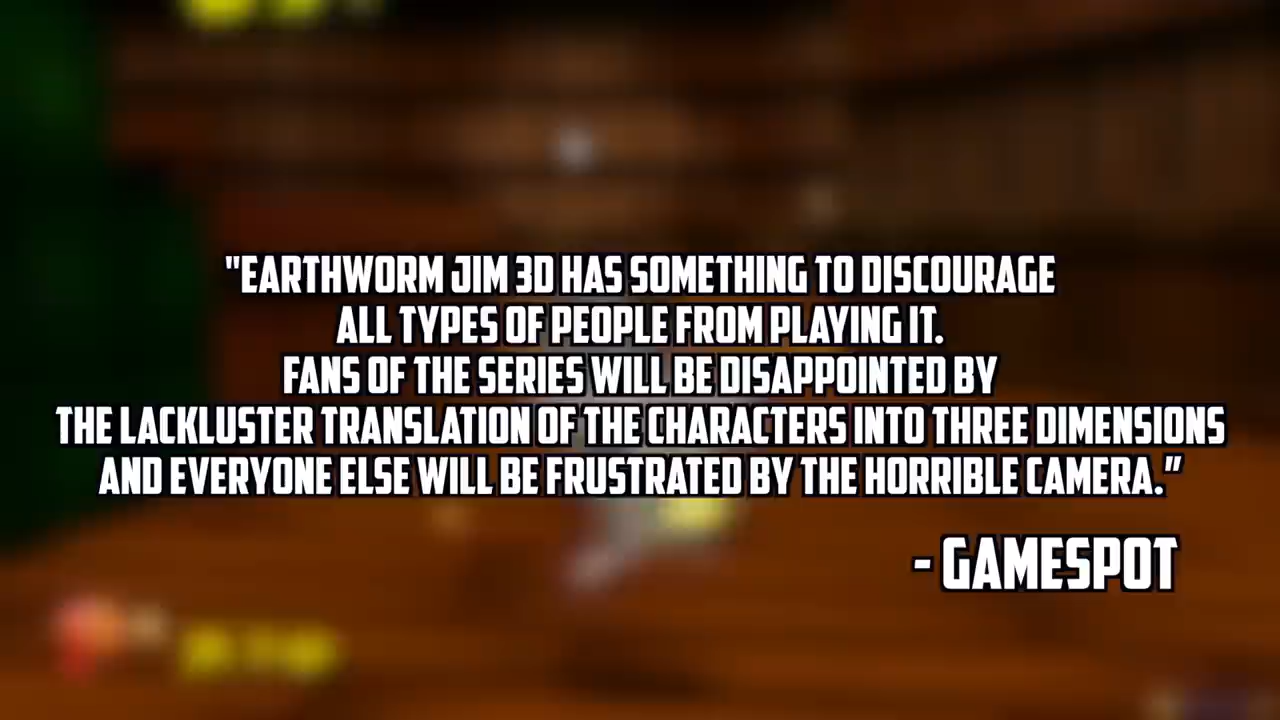 "EARTHWORM JIM 3D HAS SOMETHING TO DISCOURAGE
ALL TYPES OF PEOPLE FROM PLAYING IT.
FANS OF THE SERIES WILL BE DISAPPOINTED BY
THE LACKLUSTER TRANSLATION OF THE CHARACTERS INTO THREE DIMENSIONS
AND EVERYONE ELSE WILL BE FRUSTRATED BY THE HORRIBLE CAMERA."
- GAMESPOT